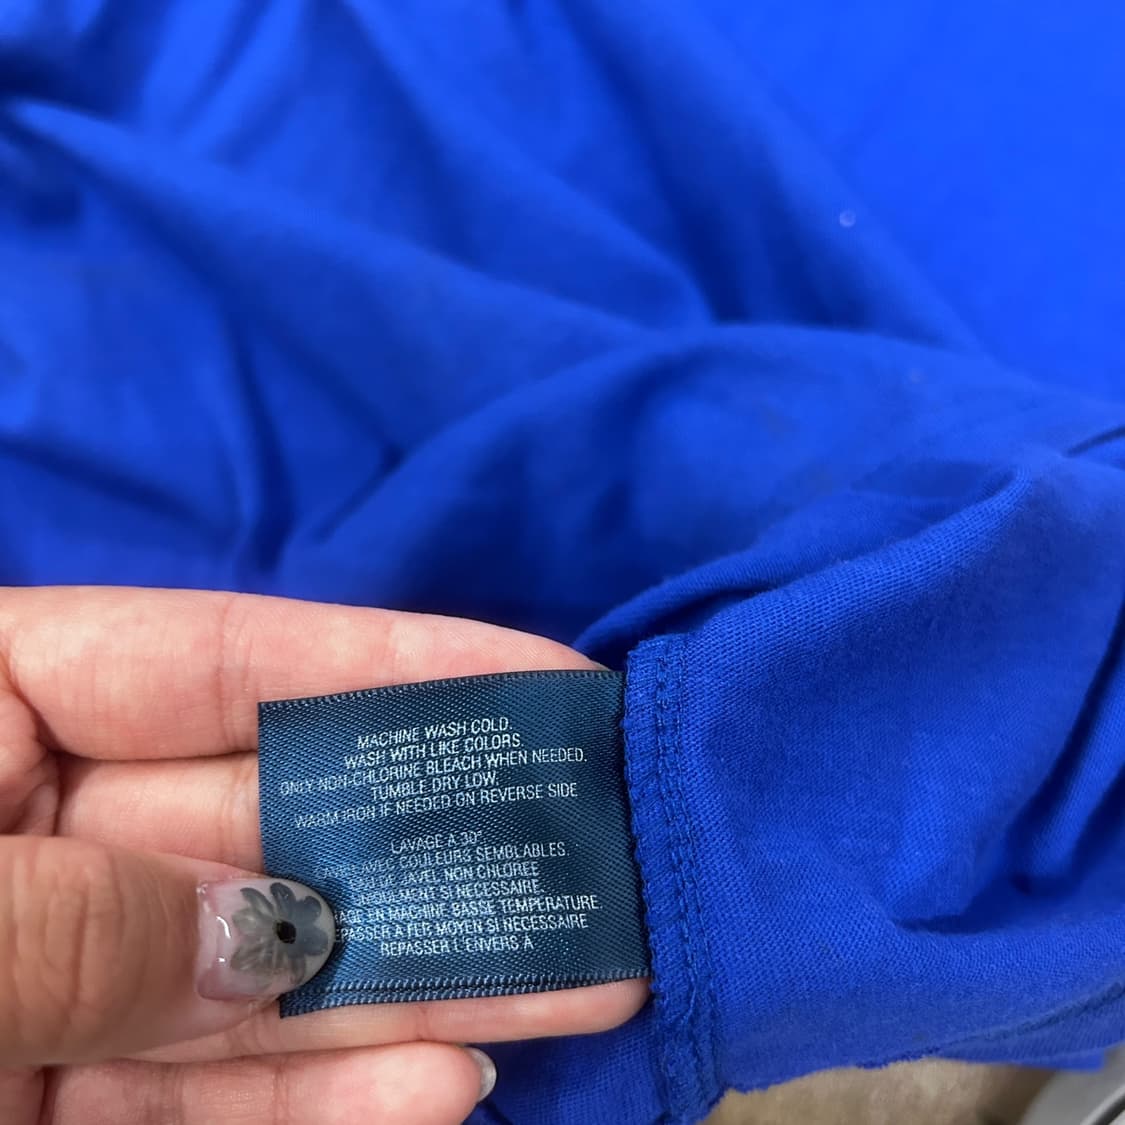 MACHINE WASH COLD.
WASH WITH LIKE COLORS.
ONLY NON-CHLORINE BLEACH WHEN NEEDED.
TUMBLE DRY LOW.
WARM IRON IF NEEDED ON REVERSE SIDE
LAVAGE A 30°
AVEC COULEURS SEMBLABLES.
JAVEL NON CHLOREE
SI NECESSAIRE.
EN MACHINE BASSE TEMPERATURE.
REPASSER A FER MOYEN SI NECESSAIRE
REPASSER L'ENVERS A